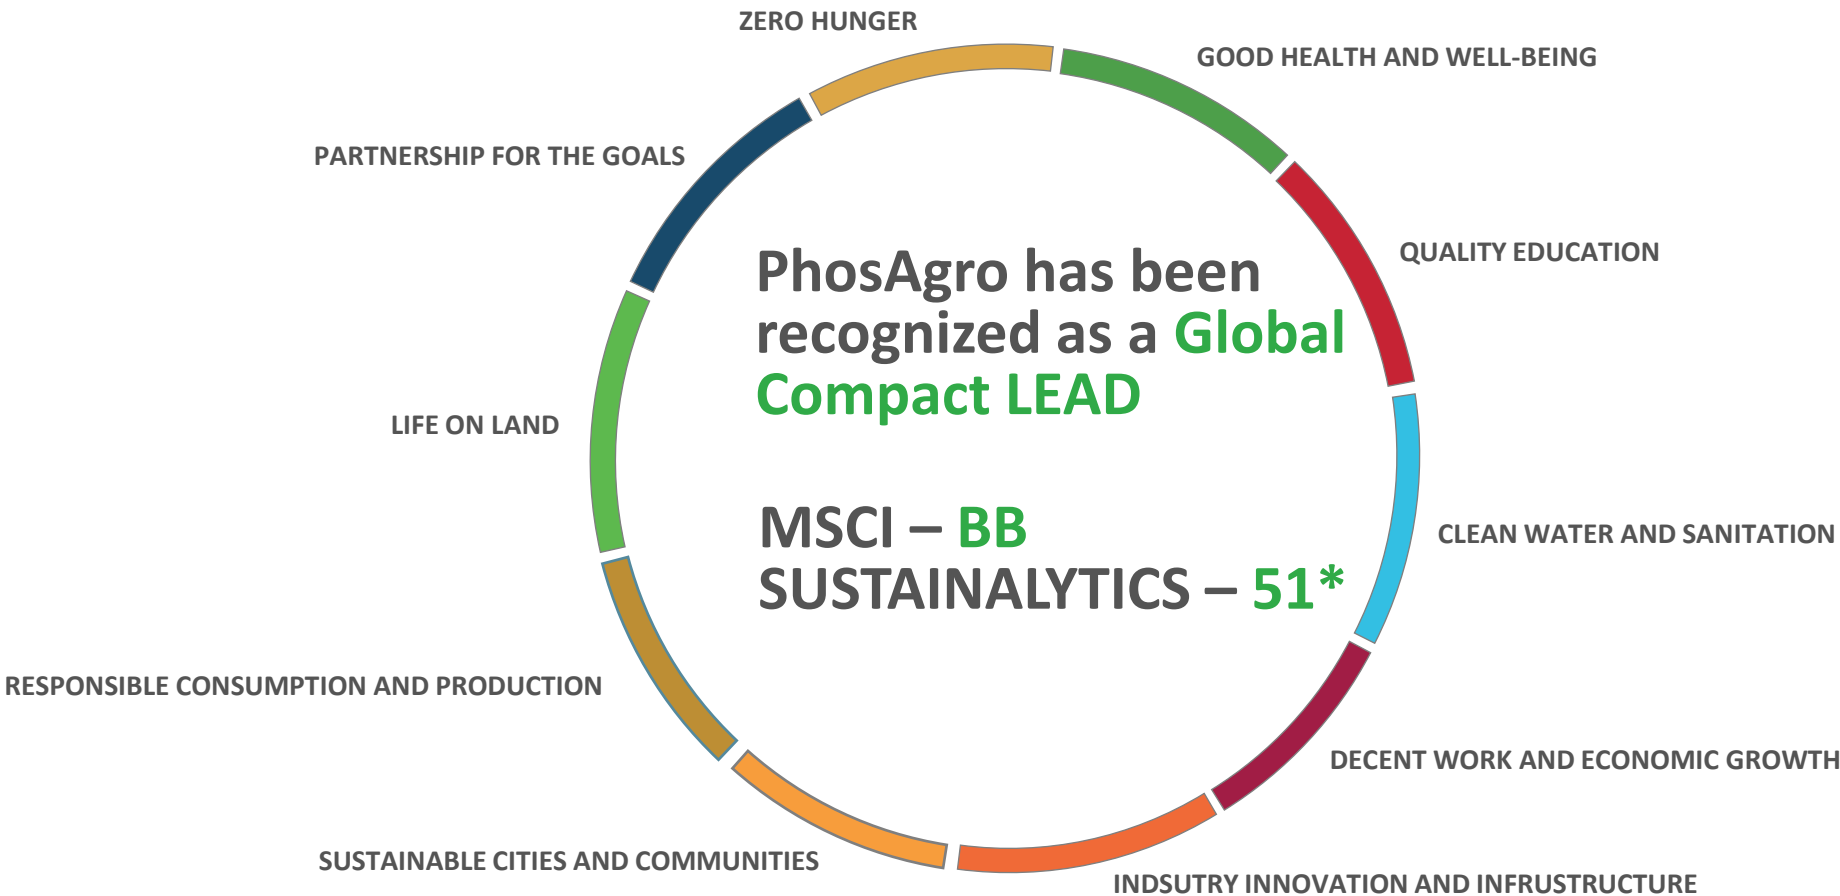 ZERO HUNGER
GOOD HEALTH AND WELL-BEING
PARTNERSHIP FOR THE GOALS
QUALITY EDUCATION
PhosAgro has been
recognized as a Global
Compact LEAD
LIFE ON LAND
MSCI – BB
SUSTAINALYTICS – 51*
CLEAN WATER AND SANITATION
RESPONSIBLE CONSUMPTION AND PRODUCTION
DECENT WORK AND ECONOMIC GROWTH
SUSTAINABLE CITIES AND COMMUNITIES
INDSUTRY INNOVATION AND INFRUSTRUCTURE